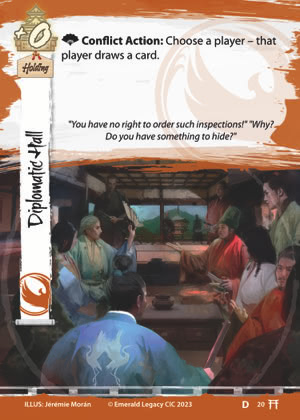 +0
Holding
Conflict Action: Choose a player – that
player draws a card.
"You have no right to order such inspections!" "Why?
Do you have something to hide?"
Diplomatic Hall
ILLUS: Jérémie Morán © Emerald Legacy CIC 2023 D 20